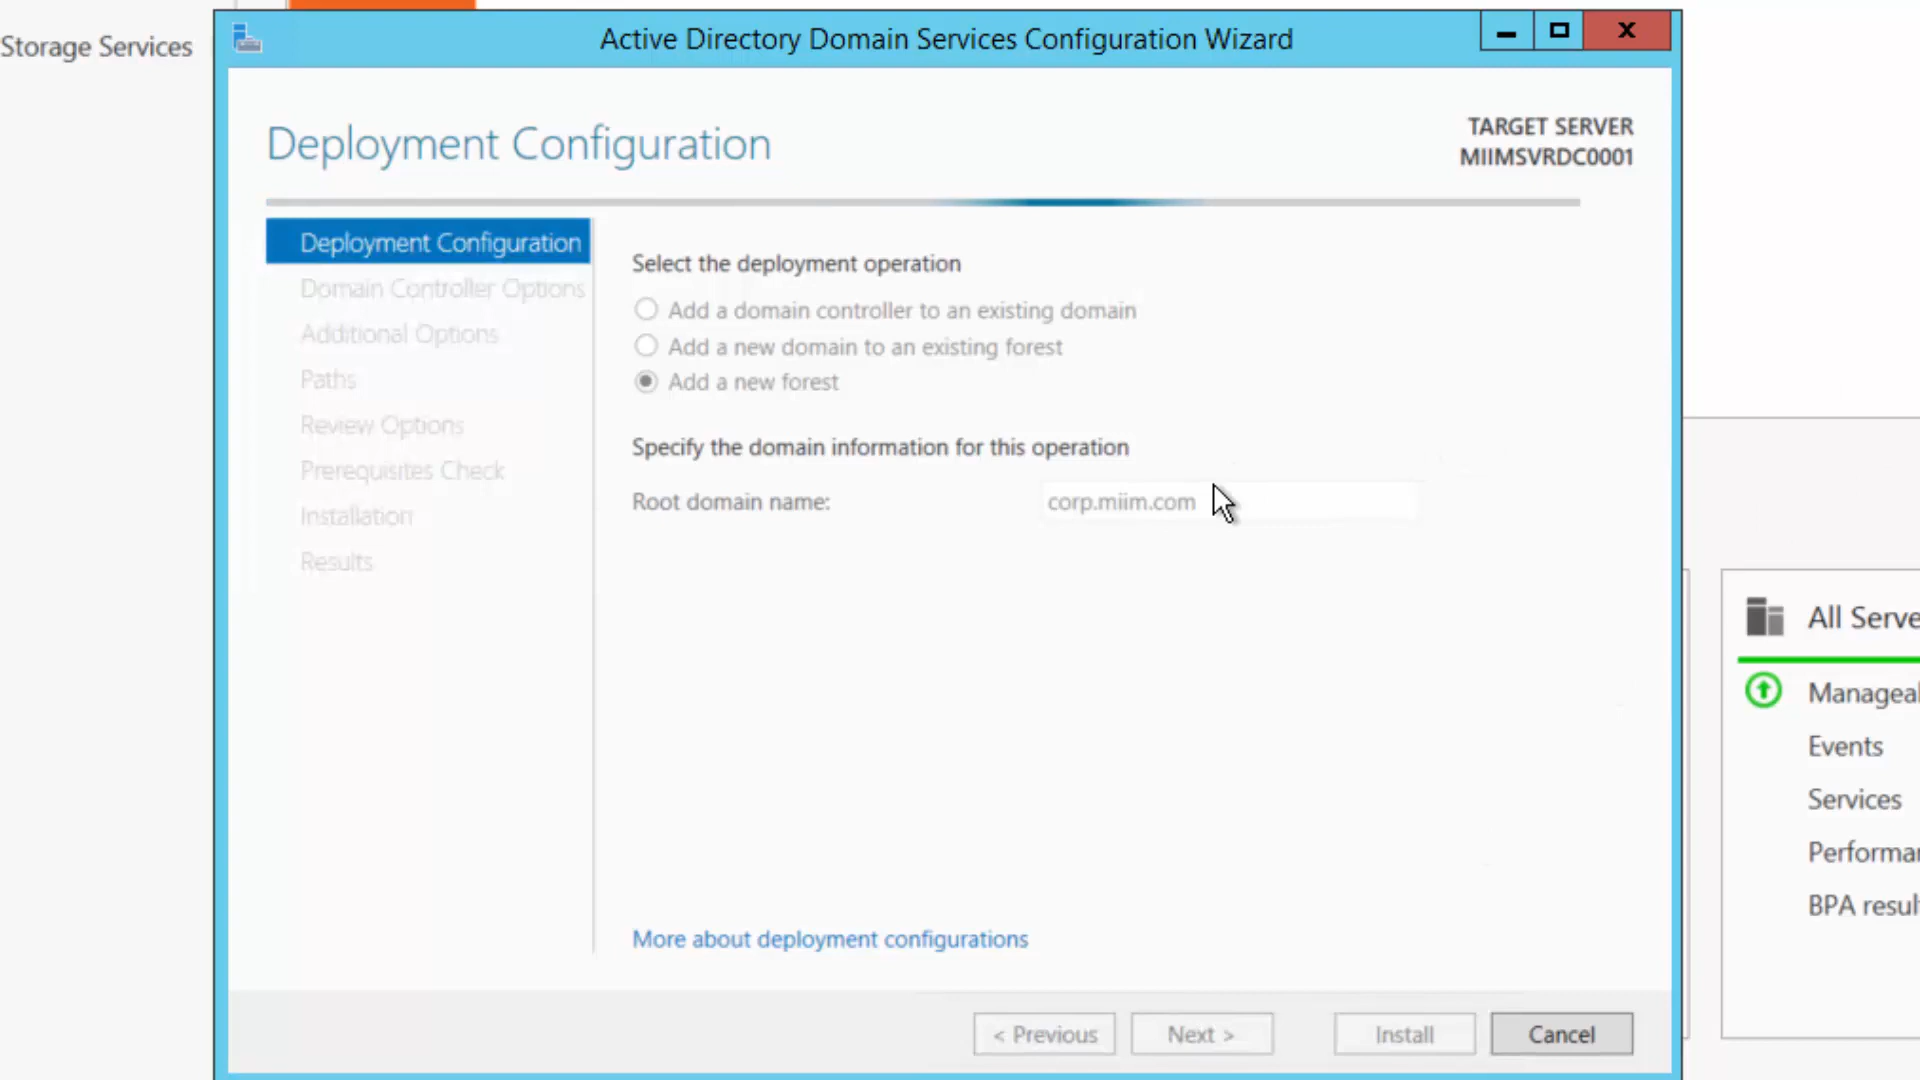 Storage Services
Active Directory Domain Services Configuration Wizard
Deployment Configuration
TARGET SERVER
MIIMSVRDC0001
Deployment Configuration
Domain Controller Options
Additional Options
Paths
Review Options
Prerequisites Check
Installation
Results
Select the deployment operation
Add a domain controller to an existing domain
Add a new domain to an existing forest
Add a new forest
Specify the domain information for this operation
Root domain name: corp.miim.com
More about deployment configurations
< Previous Next > Install Cancel
All Serve
Manageal
Events
Services
Performar
BPA result